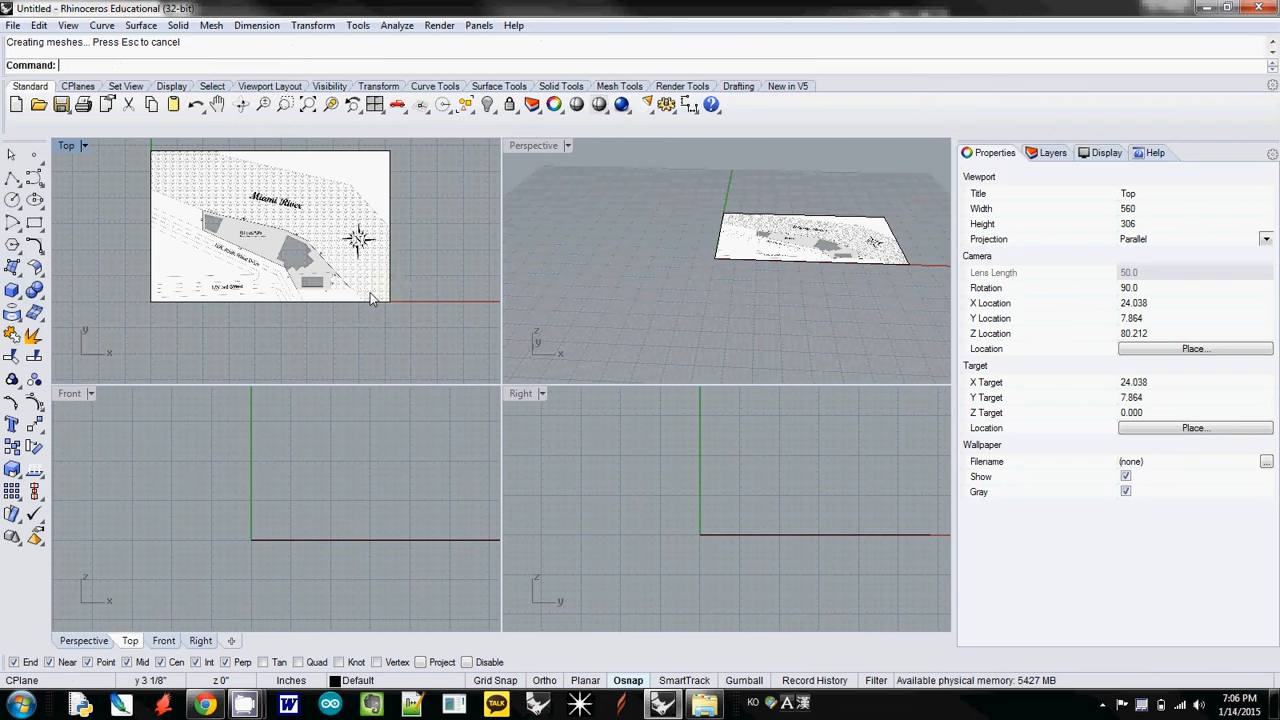 Untitled - Rhinoceros Educational (32-bit)
File Edit View Curve Surface Solid Mesh Dimension Transform Tools Analyze Render Panels Help
Creating meshes... Press Esc to cancel
Command:
Standard CPlanes Set View Display Select Viewport Layout Visibility Transform Curve Tools Surface Tools Solid Tools Mesh Tools Render Tools Drafting New in V5
Top
Perspective
Properties Layers Display Help
Viewport
Title Top
Width 560
Height 306
Projection Parallel
Camera
Lens Length 50.0
Rotation 90.0
X Location 24.038
Y Location 7.864
Z Location 80.212
Location Place...
Target
X Target 24.038
Y Target 7.864
Z Target 0.000
Location Place...
Wallpaper
Filename (none) ...
Show
Gray
Miami River
y
x
z
y
x
Front
Right
z
x
z
y
Perspective Top Front Right
End Near Point Mid Cen Int Perp Tan Quad Knot Vertex Project Disable
CPlane y 3 1/8" z 0" Inches Default Grid Snap Ortho Planar Osnap SmartTrack Gumball Record History Filter Available physical memory: 5427 MB
TALK
KO A 漢
7:06 PM
1/14/2015